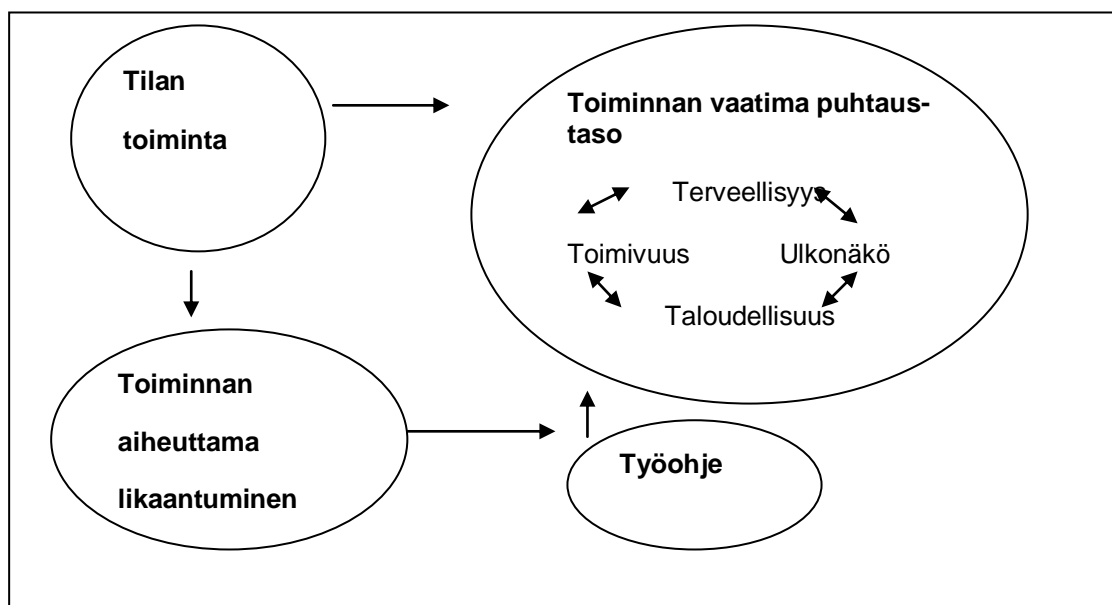 Tilan
toiminta
Toiminnan vaatima puhtaus-
taso
Terveellisyys
Toimivuus Ulkonäkö
Taloudellisuus
Toiminnan
aiheuttama
likaantuminen
Työohje